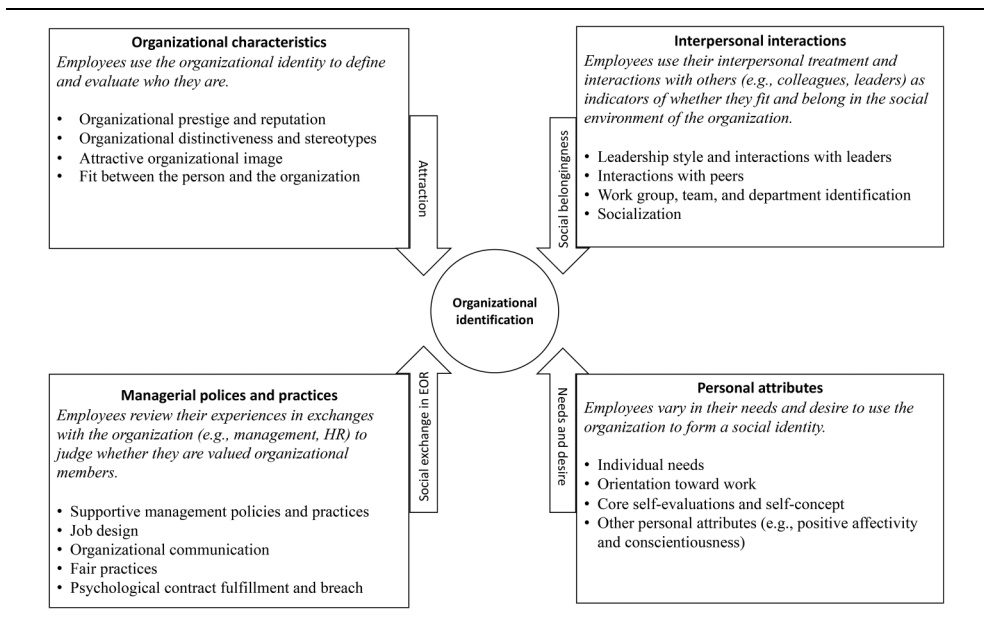 Organizational characteristics
Employees use the organizational identity to define
and evaluate who they are.
• Organizational prestige and reputation
• Organizational distinctiveness and stereotypes
• Attractive organizational image
• Fit between the person and the organization
Attraction
Interpersonal interactions
Employees use their interpersonal treatment and
interactions with others (e.g., colleagues, leaders) as
indicators of whether they fit and belong in the social
environment of the organization.
• Leadership style and interactions with leaders
• Interactions with peers
• Work group, team, and department identification
• Socialization
Social belongingness
Organizational
identification
Managerial polices and practices
Employees review their experiences in exchanges
with the organization (e.g., management, HR) to
judge whether they are valued organizational
members.
• Supportive management policies and practices
• Job design
• Organizational communication
• Fair practices
• Psychological contract fulfillment and breach
Social exchange in EOR
Personal attributes
Employees vary in their needs and desire to use the
organization to form a social identity.
• Individual needs
• Orientation toward work
• Core self-evaluations and self-concept
• Other personal attributes (e.g., positive affectivity
and conscientiousness)
Needs and desire